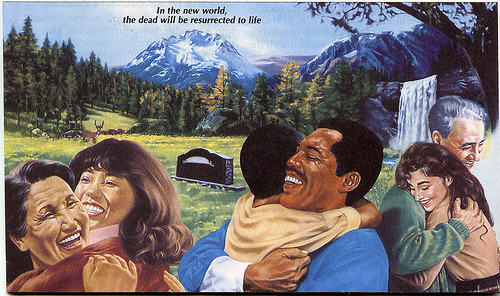 In the new world,
the dead will be resurrected to life